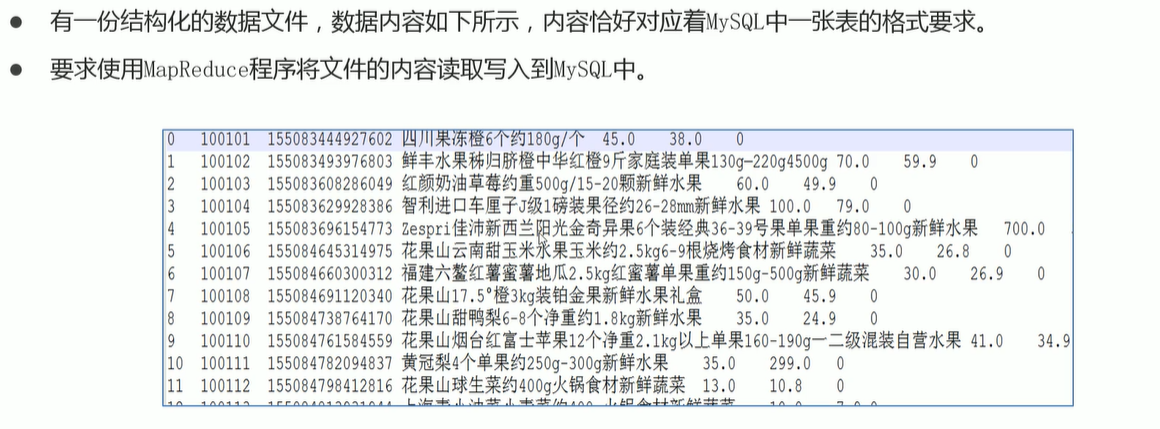 ● 有一份结构化的数据文件，数据内容如下所示，内容恰好对应着MySQL中一张表的格式要求。
● 要求使用MapReduce程序将文件的内容读取写入到MySQL中。
0 100101 155083444927602 四川果冻橙6个约180g/个 45.0 38.0 0
1 100102 155083493976803 鲜丰水果秭归脐橙中华红橙9斤家庭装单果130g-220g4500g 70.0 59.9 0
2 100103 155083608286049 红颜奶油草莓约重500g/15-20颗新鲜水果 60.0 49.9 0
3 100104 155083629928386 智利进口车厘子J级1磅装果径约26-28mm新鲜水果 100.0 79.0 0
4 100105 155083696154773 Zespri佳沛新西兰阳光金奇异果6个装经典36-39号果单果重约80-100g新鲜水果 700.0
5 100106 155084645314975 花果山云南甜玉米水果玉米约2.5kg6-9根烧烤食材新鲜蔬菜 35.0 26.8 0
6 100107 155084660300312 福建六鳌红薯蜜薯地瓜2.5kg红蜜薯单果重约150g-500g新鲜蔬菜 30.0 26.9 0
7 100108 155084691120340 花果山17.5°橙3kg装铂金果新鲜水果礼盒 50.0 45.9 0
8 100109 155084738764170 花果山甜鸭梨6-8个净重约1.8kg新鲜水果 35.0 24.9 0
9 100110 155084761584559 花果山烟台红富士苹果12个净重2.1kg以上单果160-190g一二级混装自营水果 41.0 34.9
10 100111 155084782094837 黄冠梨4个单果约250g-300g新鲜水果 35.0 299.0 0
11 100112 155084798412816 花果山球生菜约400g火锅食材新鲜蔬菜 13.0 10.8 0